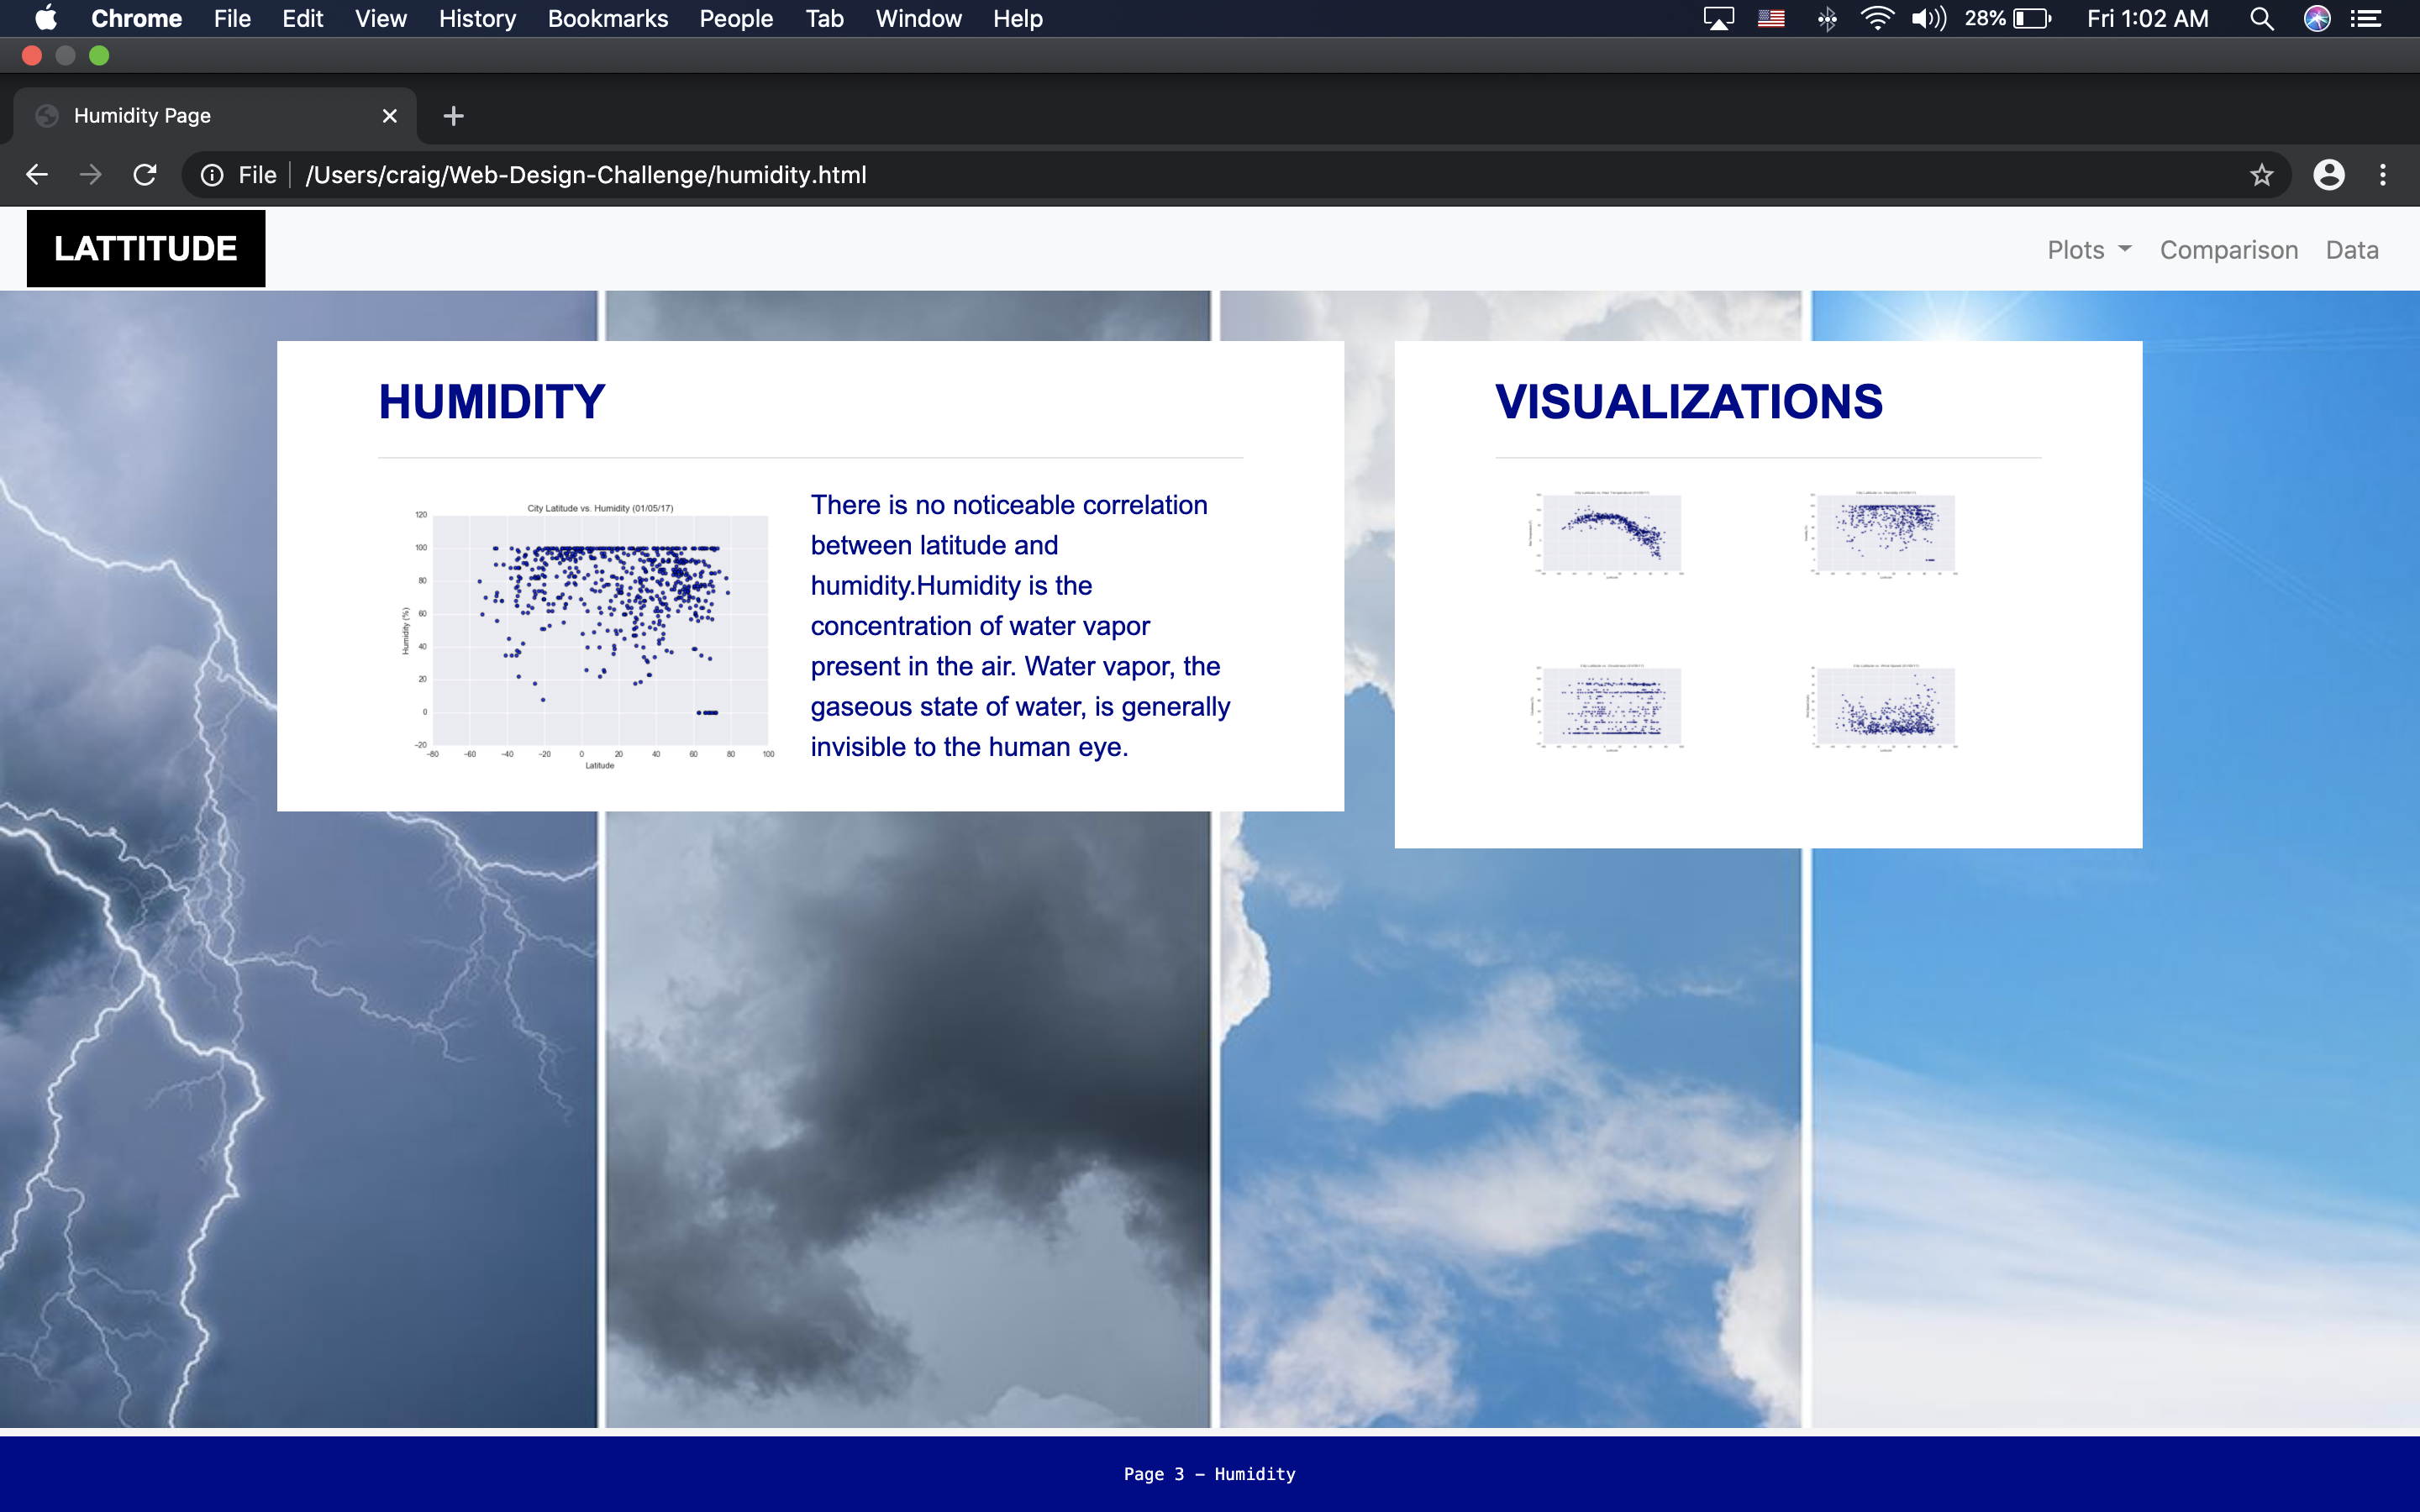 Chrome File Edit View History Bookmarks People Tab Window Help 28% Fri 1:02 AM
Humidity Page
File /Users/craig/Web-Design-Challenge/humidity.html
LATTITUDE
Plots Comparison Data
HUMIDITY
City Latitude vs. Humidity (01/05/17)
120
100
80
60
40
20
0
−20
Humidity (%)
−80 −60 −40 −20 0 20 40 60 80 100
Latitude
There is no noticeable correlation
between latitude and
humidity.Humidity is the
concentration of water vapor
present in the air. Water vapor, the
gaseous state of water, is generally
invisible to the human eye.
VISUALIZATIONS
Page 3 – Humidity